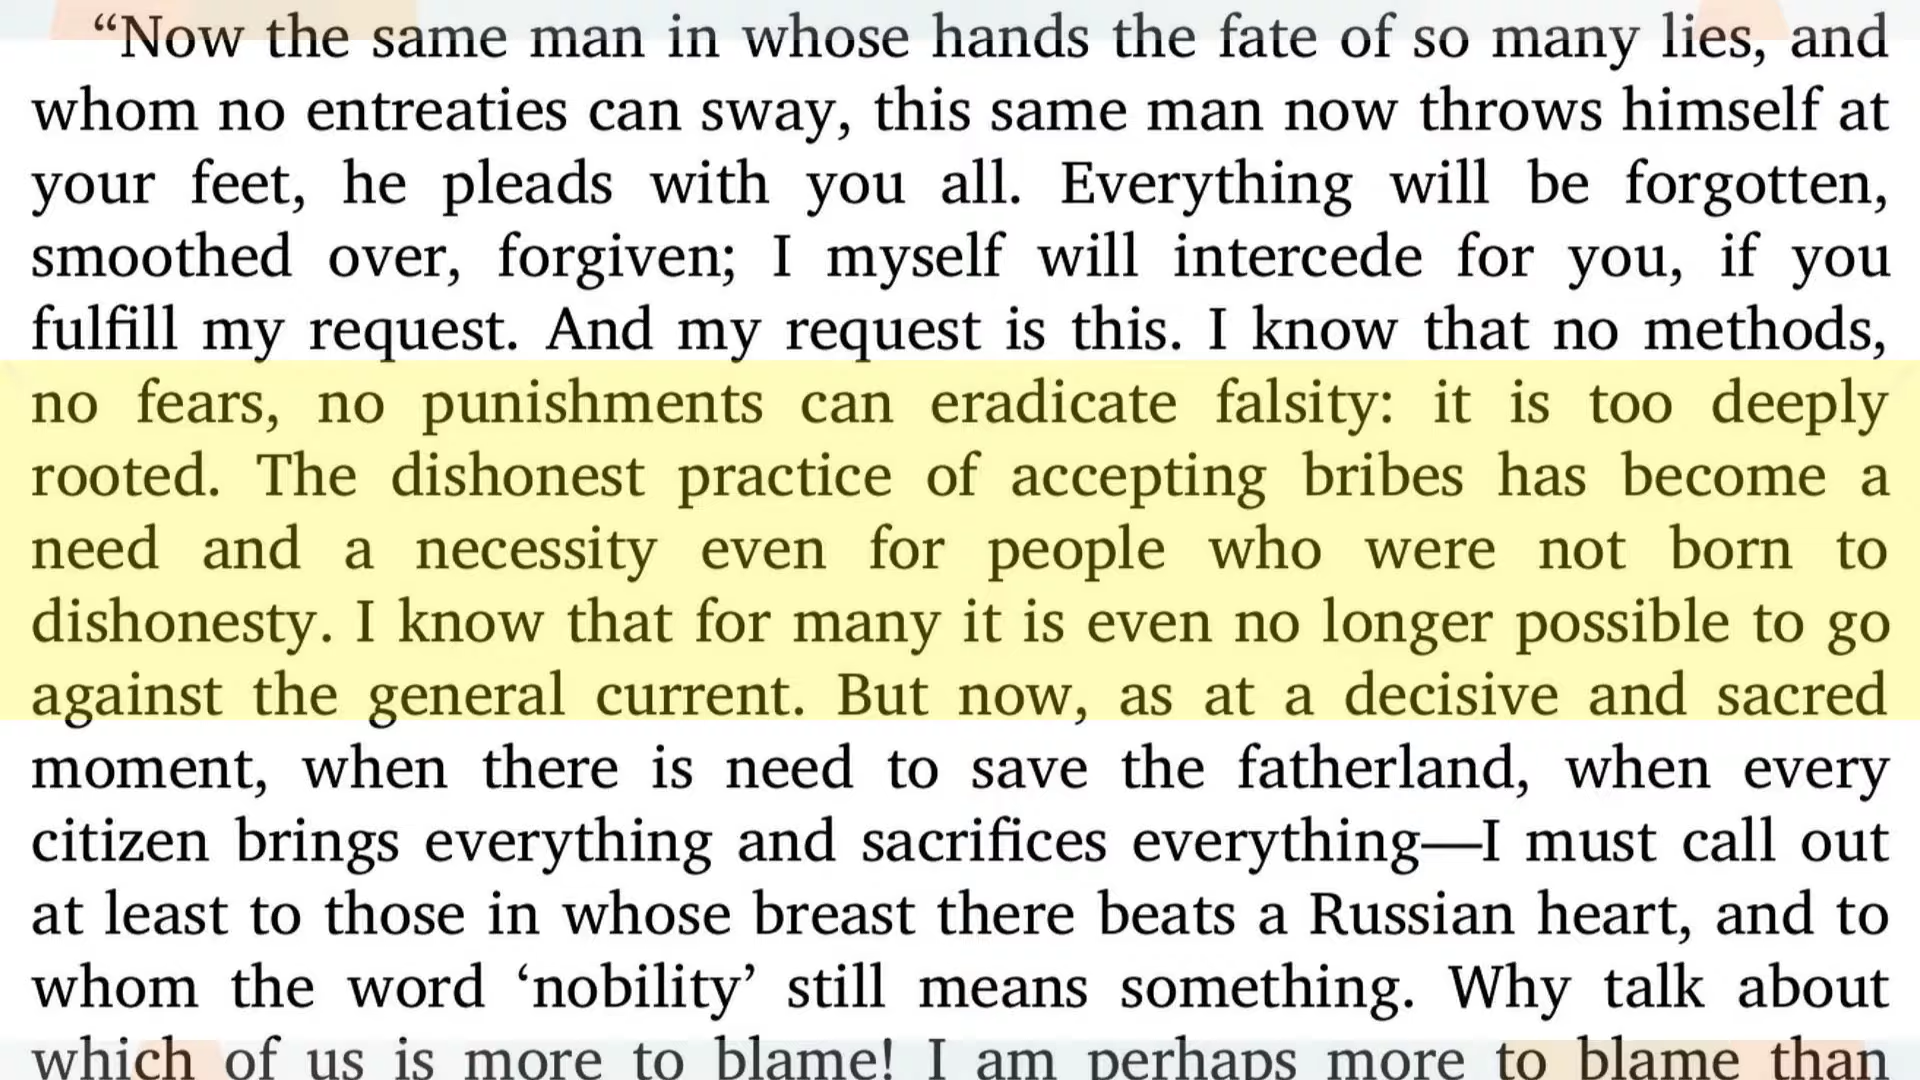 “Now the same man in whose hands the fate of so many lies, and
whom no entreaties can sway, this same man now throws himself at
your feet, he pleads with you all. Everything will be forgotten,
smoothed over, forgiven; I myself will intercede for you, if you
fulfill my request. And my request is this. I know that no methods,
no fears, no punishments can eradicate falsity: it is too deeply
rooted. The dishonest practice of accepting bribes has become a
need and a necessity even for people who were not born to
dishonesty. I know that for many it is even no longer possible to go
against the general current. But now, as at a decisive and sacred
moment, when there is need to save the fatherland, when every
citizen brings everything and sacrifices everything—I must call out
at least to those in whose breast there beats a Russian heart, and to
whom the word ‘nobility’ still means something. Why talk about
which of us is more to blame! I am perhaps more to blame than